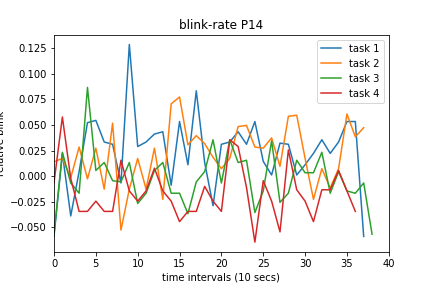 blink-rate P14
task 1
task 2
task 3
task 4
0.125
0.100
0.075
0.050
0.025
0.000
−0.025
−0.050
relative blink
0 5 10 15 20 25 30 35 40
time intervals (10 secs)